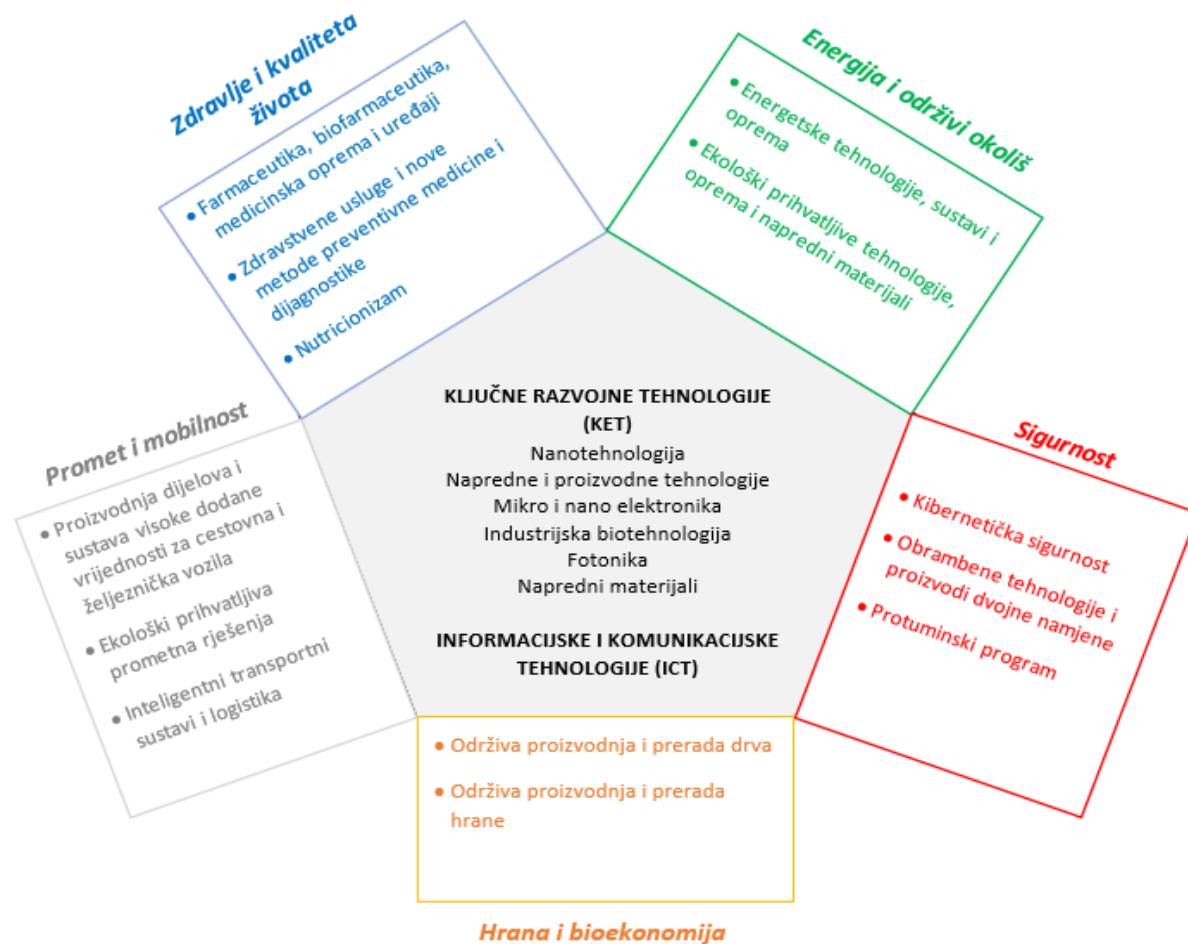 Zdravlje i kvaliteta
života
● Farmaceutika, biofarmaceutika,
medicinska oprema i uređaji
● Zdravstvene usluge i nove
metode preventivne medicine i
dijagnostike
● Nutricionizam
Energija i održivi okoliš
● Energetske tehnologije, sustavi i
oprema
● Ekološki prihvatljive tehnologije,
oprema i napredni materijali
Promet i mobilnost
● Proizvodnja dijelova i
sustava visoke dodane
vrijednosti za cestovna i
željeznička vozila
● Ekološki prihvatljiva
prometna rješenja
● Inteligentni transportni
sustavi i logistika
KLJUČNE RAZVOJNE TEHNOLOGIJE
(KET)
Nanotehnologija
Napredne i proizvodne tehnologije
Mikro i nano elektronika
Industrijska biotehnologija
Fotonika
Napredni materijali
INFORMACIJSKE I KOMUNIKACIJSKE
TEHNOLOGIJE (ICT)
Sigurnost
● Kibernetička sigurnost
● Obrambene tehnologije i
proizvodi dvojne namjene
● Protuminski program
● Održiva proizvodnja i prerada drva
● Održiva proizvodnja i prerada
hrane
Hrana i bioekonomija